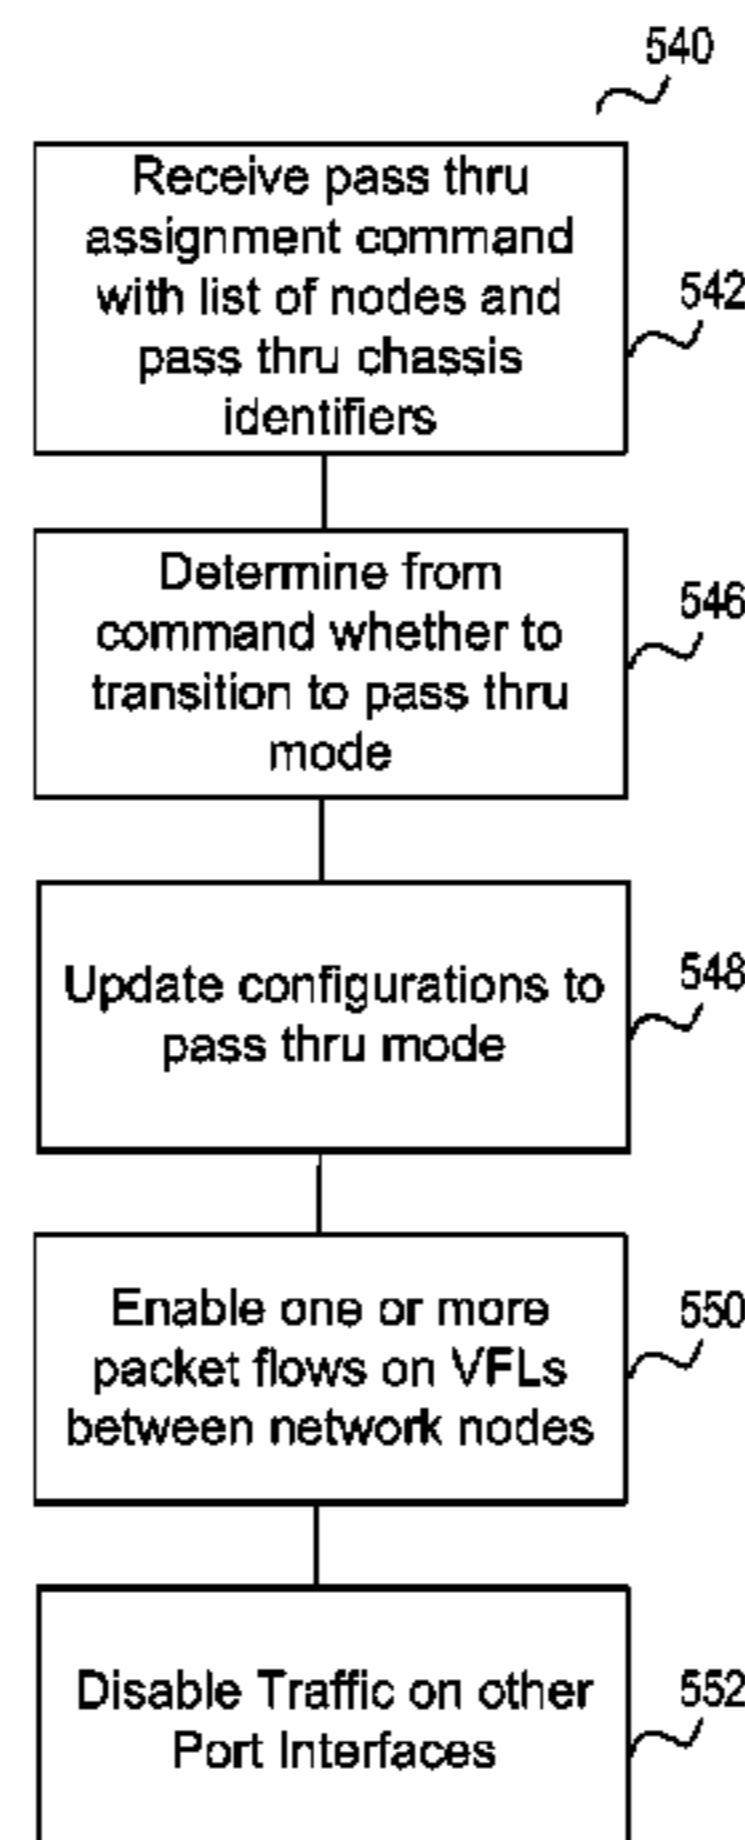 540
Receive pass thru
assignment command
with list of nodes and
pass thru chassis
identifiers
542
Determine from
command whether to
transition to pass thru
mode
546
Update configurations to
pass thru mode
548
Enable one or more
packet flows on VFLs
between network nodes
550
Disable Traffic on other
Port Interfaces
552